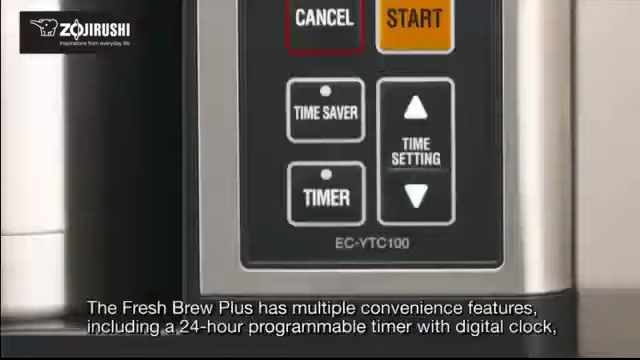 ZOJIRUSHI
Inspirations from everyday life
CANCEL
START
TIME SAVER
TIME
SETTING
TIMER
EC-YTC100
The Fresh Brew Plus has multiple convenience features,
including a 24-hour programmable timer with digital clock,